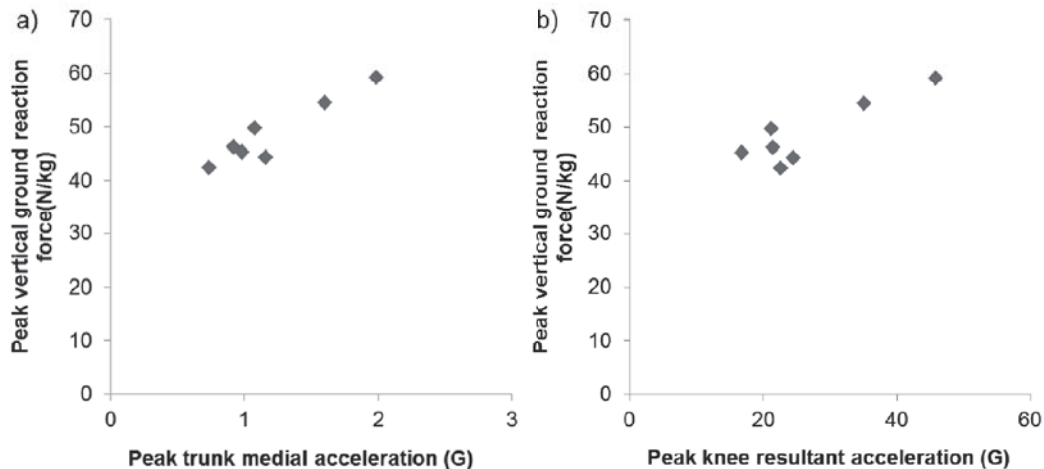 a)
Peak vertical ground reaction
force(N/kg)
70
60
50
40
30
20
10
0
0 1 2 3
Peak trunk medial acceleration (G)
b)
Peak vertical ground reaction
force(N/kg)
70
60
50
40
30
20
10
0
0 20 40 60
Peak knee resultant acceleration (G)